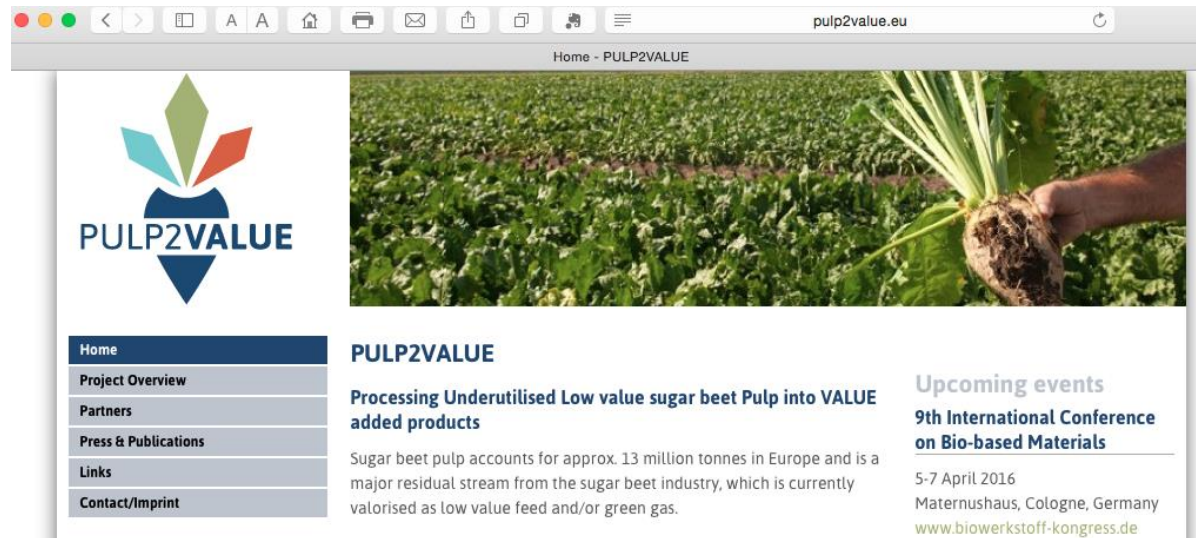 A A
pulp2value.eu
Home - PULP2VALUE
PULP2VALUE
Home
Project Overview
Partners
Press & Publications
Links
Contact/Imprint
PULP2VALUE
Processing Underutilised Low value sugar beet Pulp into VALUE
added products
Sugar beet pulp accounts for approx. 13 million tonnes in Europe and is a
major residual stream from the sugar beet industry, which is currently
valorised as low value feed and/or green gas.
Upcoming events
9th International Conference
on Bio-based Materials
5-7 April 2016
Maternushaus, Cologne, Germany
www.biowerkstoff-kongress.de